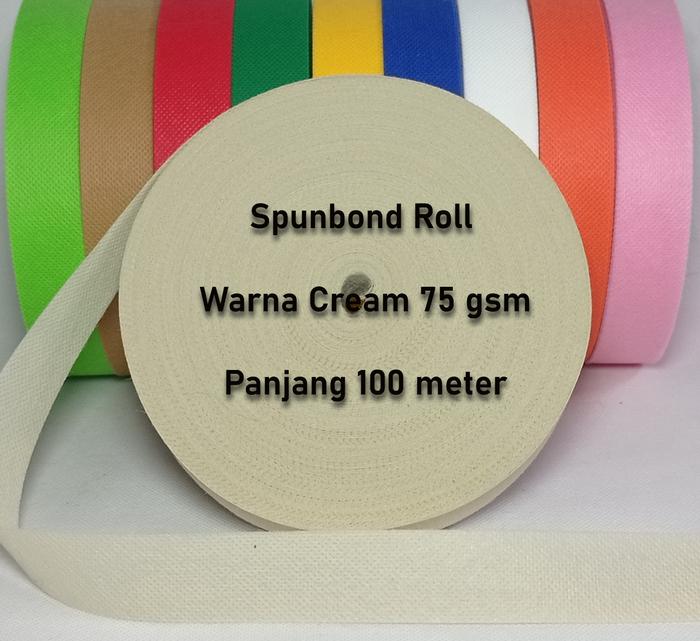 Spunbond Roll
Warna Cream 75 gsm
Panjang 100 meter